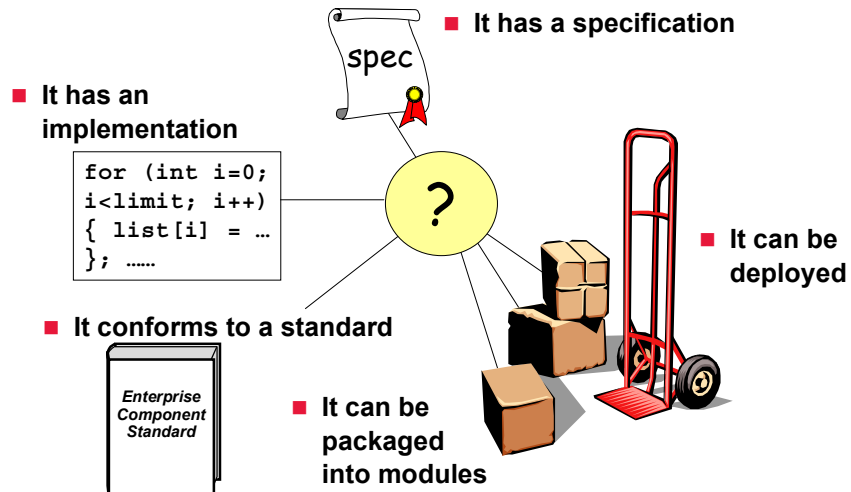 It has a specification
spec
It has an
implementation
for (int i=0;
i<limit; i++)
{ list[i] = …
}; ……
?
It can be
deployed
It conforms to a standard
Enterprise
Component
Standard
It can be
packaged
into modules